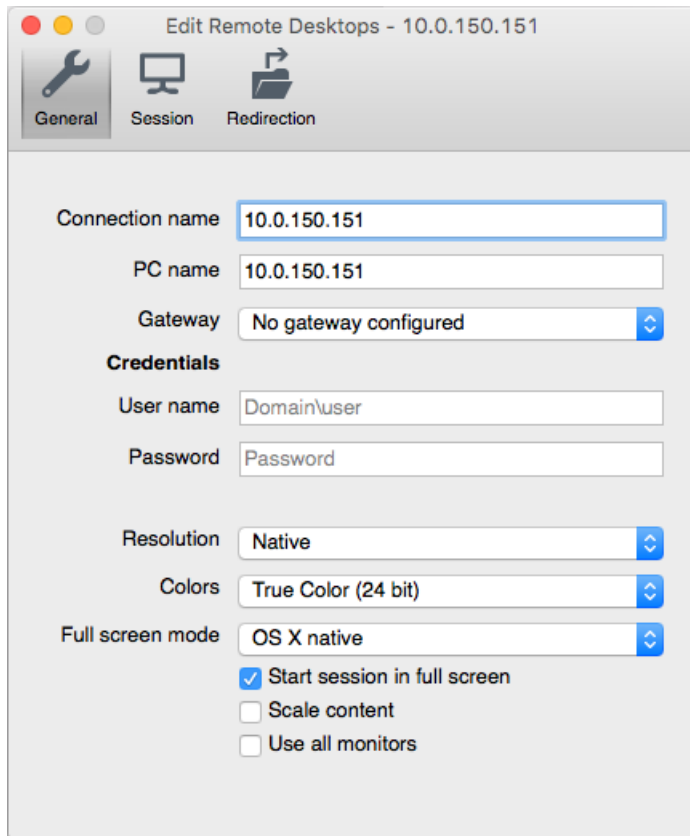 Edit Remote Desktops - 10.0.150.151
General Session Redirection
Connection name 10.0.150.151
PC name 10.0.150.151
Gateway No gateway configured
Credentials
User name Domain\user
Password Password
Resolution Native
Colors True Color (24 bit)
Full screen mode OS X native
Start session in full screen
Scale content
Use all monitors